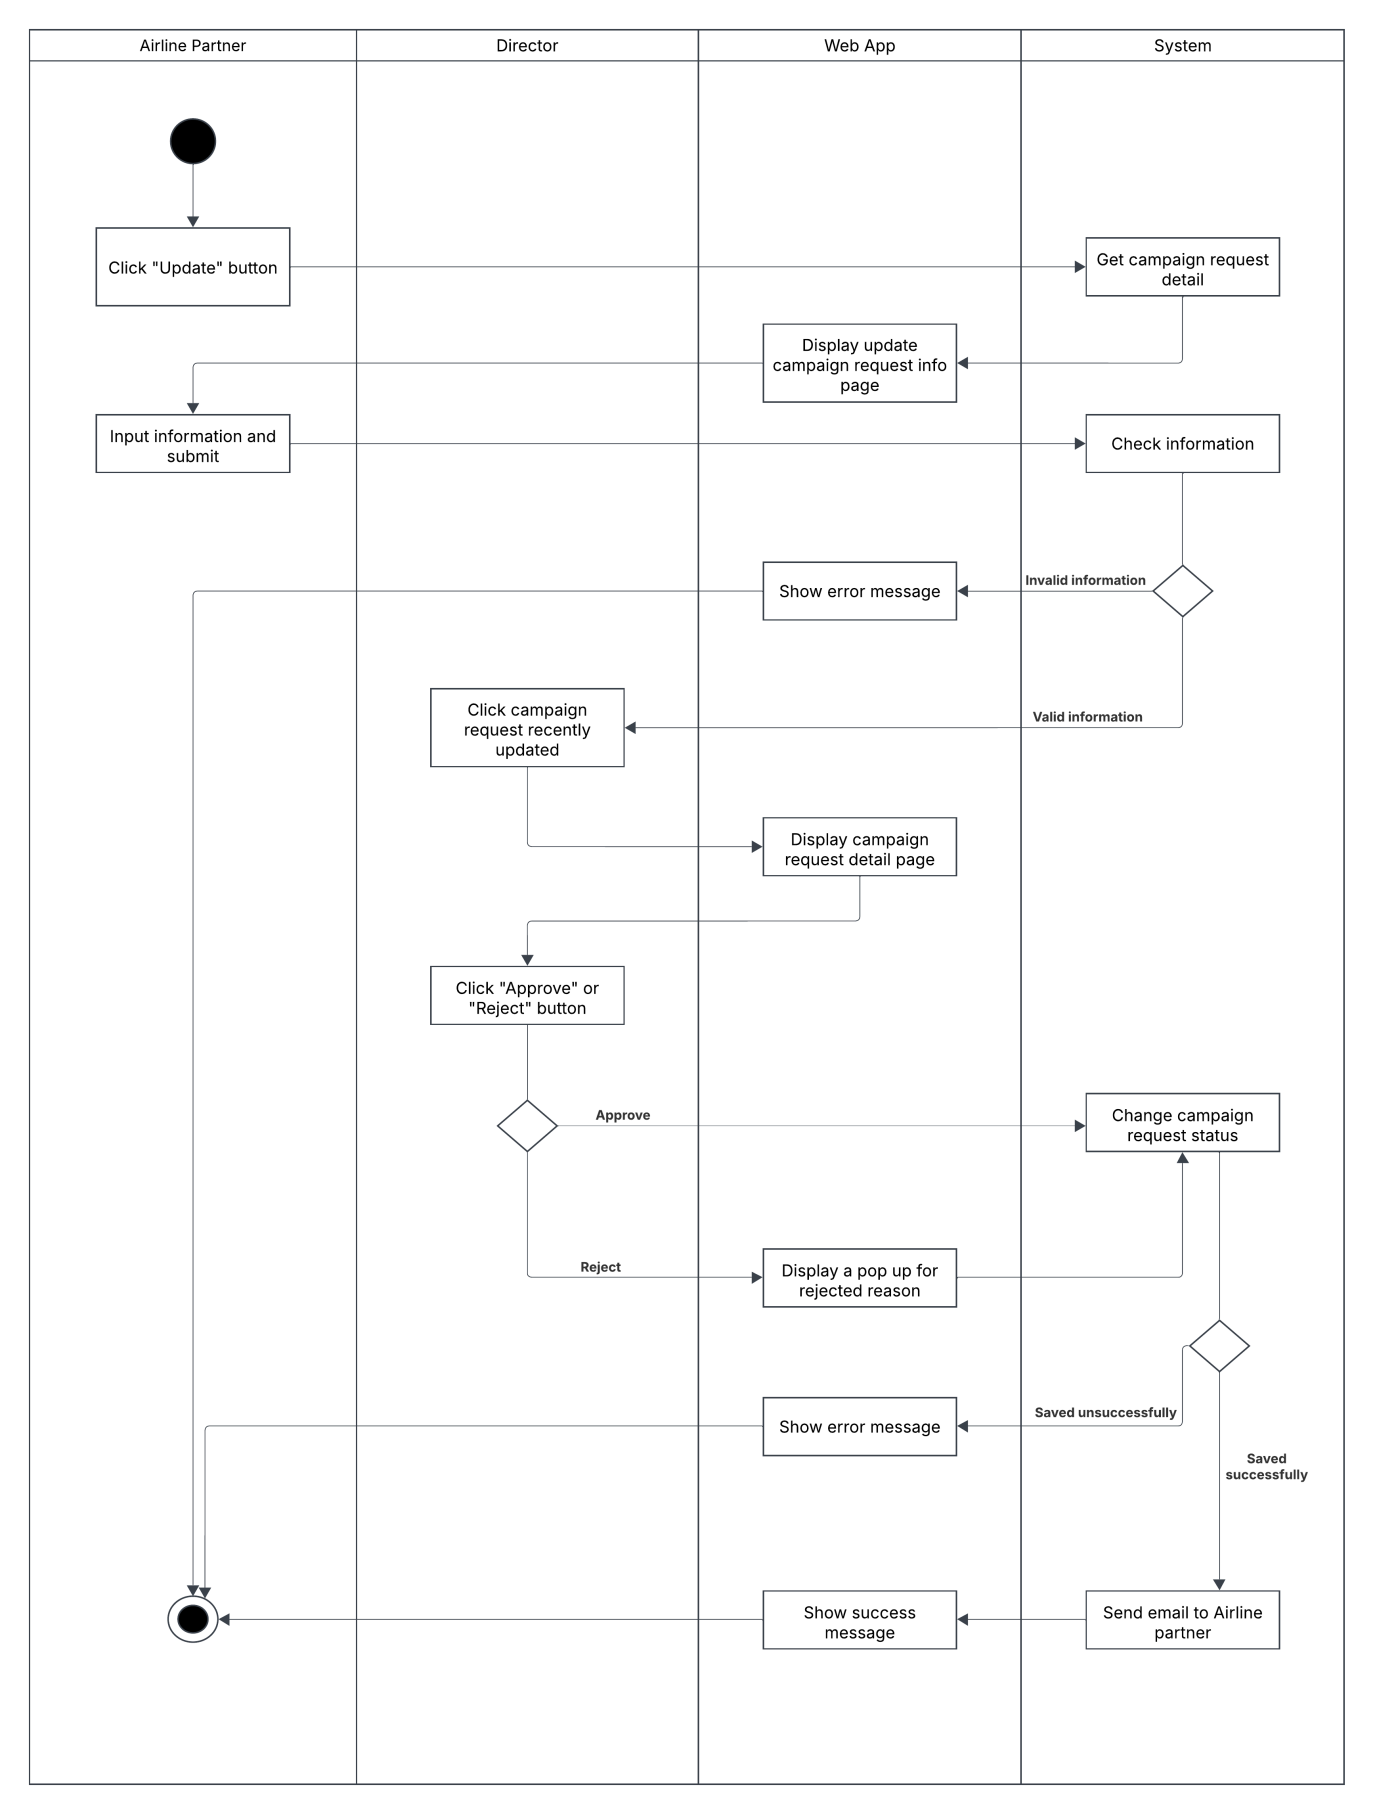 Airline Partner
Director
Web App
System
Click "Update" button
Get campaign request
detail
Display update
campaign request info
page
Input information and
submit
Check information
Show error message
Invalid information
Click campaign
request recently
updated
Valid information
Display campaign
request detail page
Click "Approve" or
"Reject" button
Approve
Change campaign
request status
Reject
Display a pop up for
rejected reason
Show error message
Saved unsuccessfully
Saved
successfully
Show success
message
Send email to Airline
partner